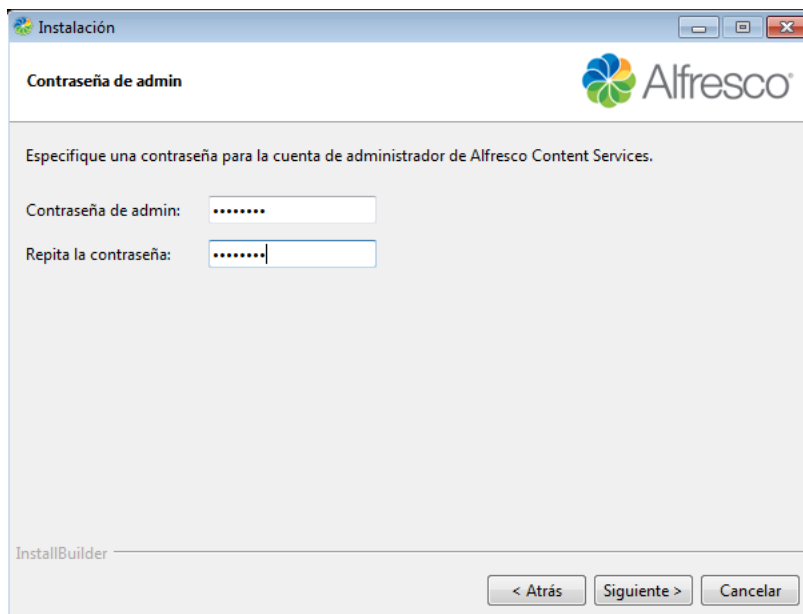 Instalación
Contraseña de admin
Alfresco®
Especifique una contraseña para la cuenta de administrador de Alfresco Content Services.
Contraseña de admin: ••••••••
Repita la contraseña: ••••••••
InstallBuilder
< Atrás Siguiente > Cancelar